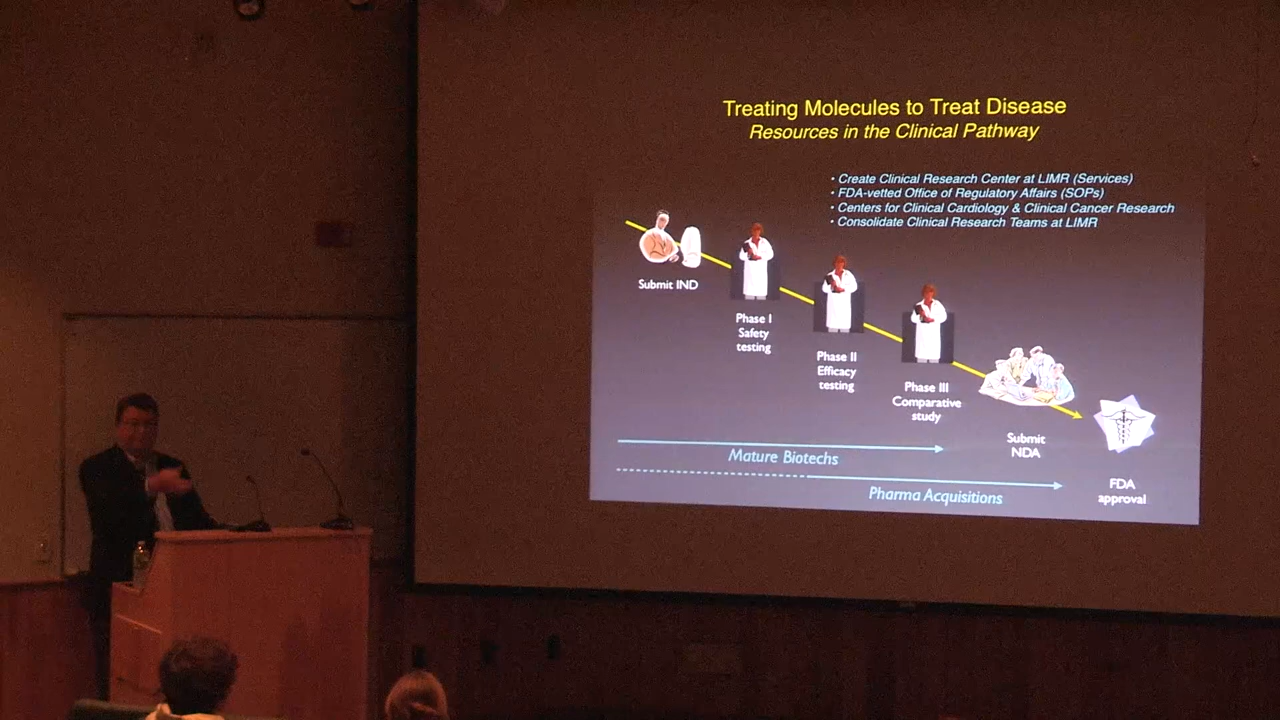 Treating Molecules to Treat Disease
Resources in the Clinical Pathway
• Create Clinical Research Center at LIMR (Services)
• FDA-vetted Office of Regulatory Affairs (SOPs)
• Centers for Clinical Cardiology & Clinical Cancer Research
• Consolidate Clinical Research Teams at LIMR
Submit IND
Phase I
Safety
testing
Phase II
Efficacy
testing
Phase III
Comparative
study
Submit
NDA
FDA
approval
Mature Biotechs
Pharma Acquisitions